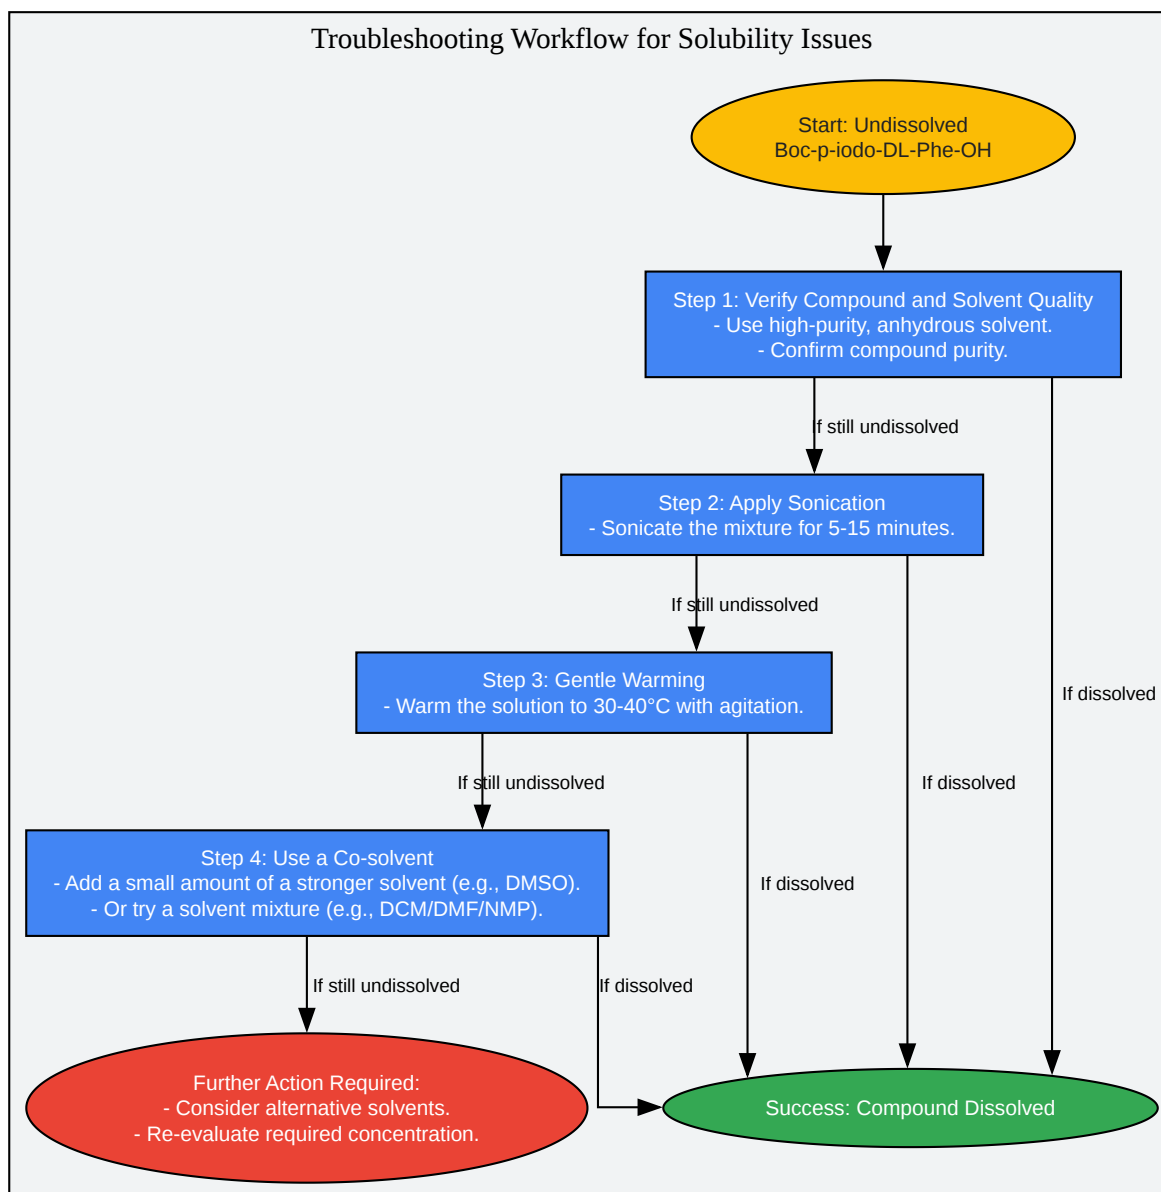 Troubleshooting Workflow for Solubility Issues
Start: Undissolved
Boc-p-iodo-DL-Phe-OH
Step 1: Verify Compound and Solvent Quality
- Use high-purity, anhydrous solvent.
- Confirm compound purity.
If still undissolved
Step 2: Apply Sonication
- Sonicate the mixture for 5-15 minutes.
If still undissolved
Step 3: Gentle Warming
- Warm the solution to 30-40°C with agitation.
If dissolved
If still undissolved
If dissolved
Step 4: Use a Co-solvent
- Add a small amount of a stronger solvent (e.g., DMSO).
- Or try a solvent mixture (e.g., DCM/DMF/NMP).
If dissolved
If still undissolved
If dissolved
Further Action Required:
- Consider alternative solvents.
- Re-evaluate required concentration.
Success: Compound Dissolved